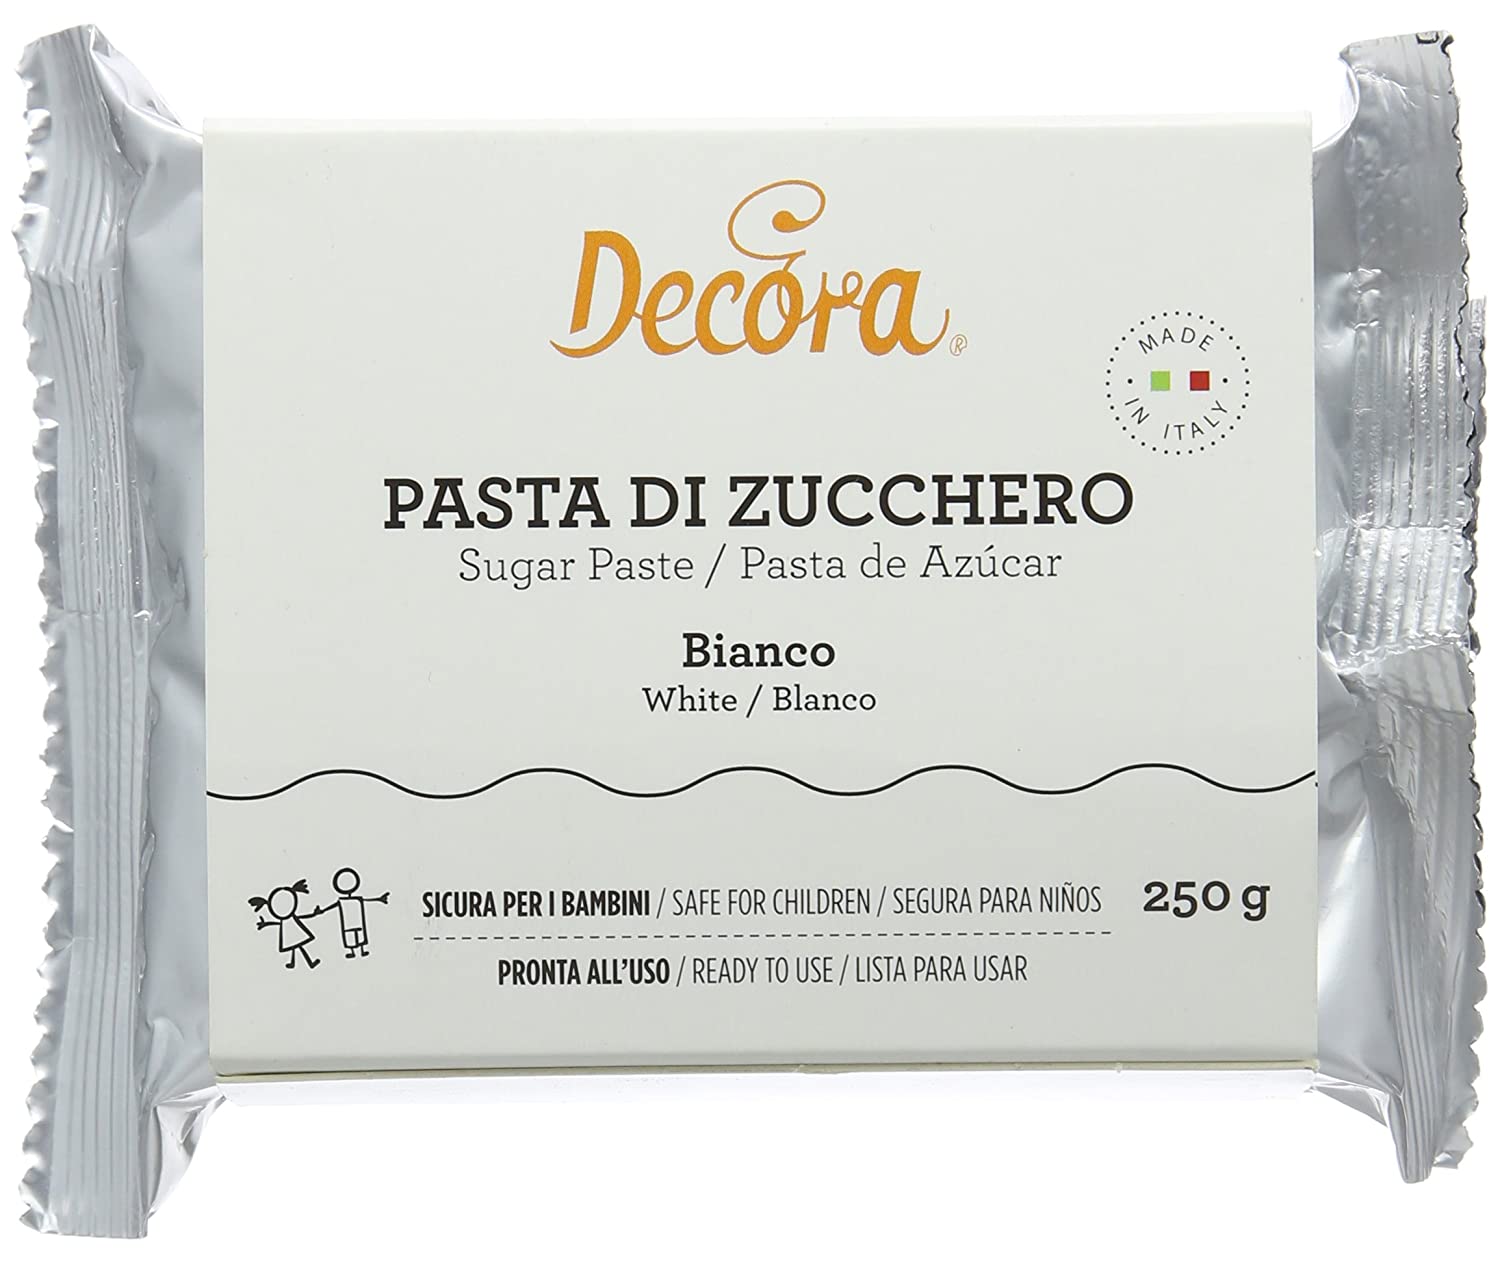 Decora®
MADE
IN ITALY
PASTA DI ZUCCHERO
Sugar Paste / Pasta de Azúcar
Bianco
White / Blanco
SICURA PER I BAMBINI / SAFE FOR CHILDREN / SEGURA PARA NIÑOS 250 g
PRONTA ALL'USO / READY TO USE / LISTA PARA USAR